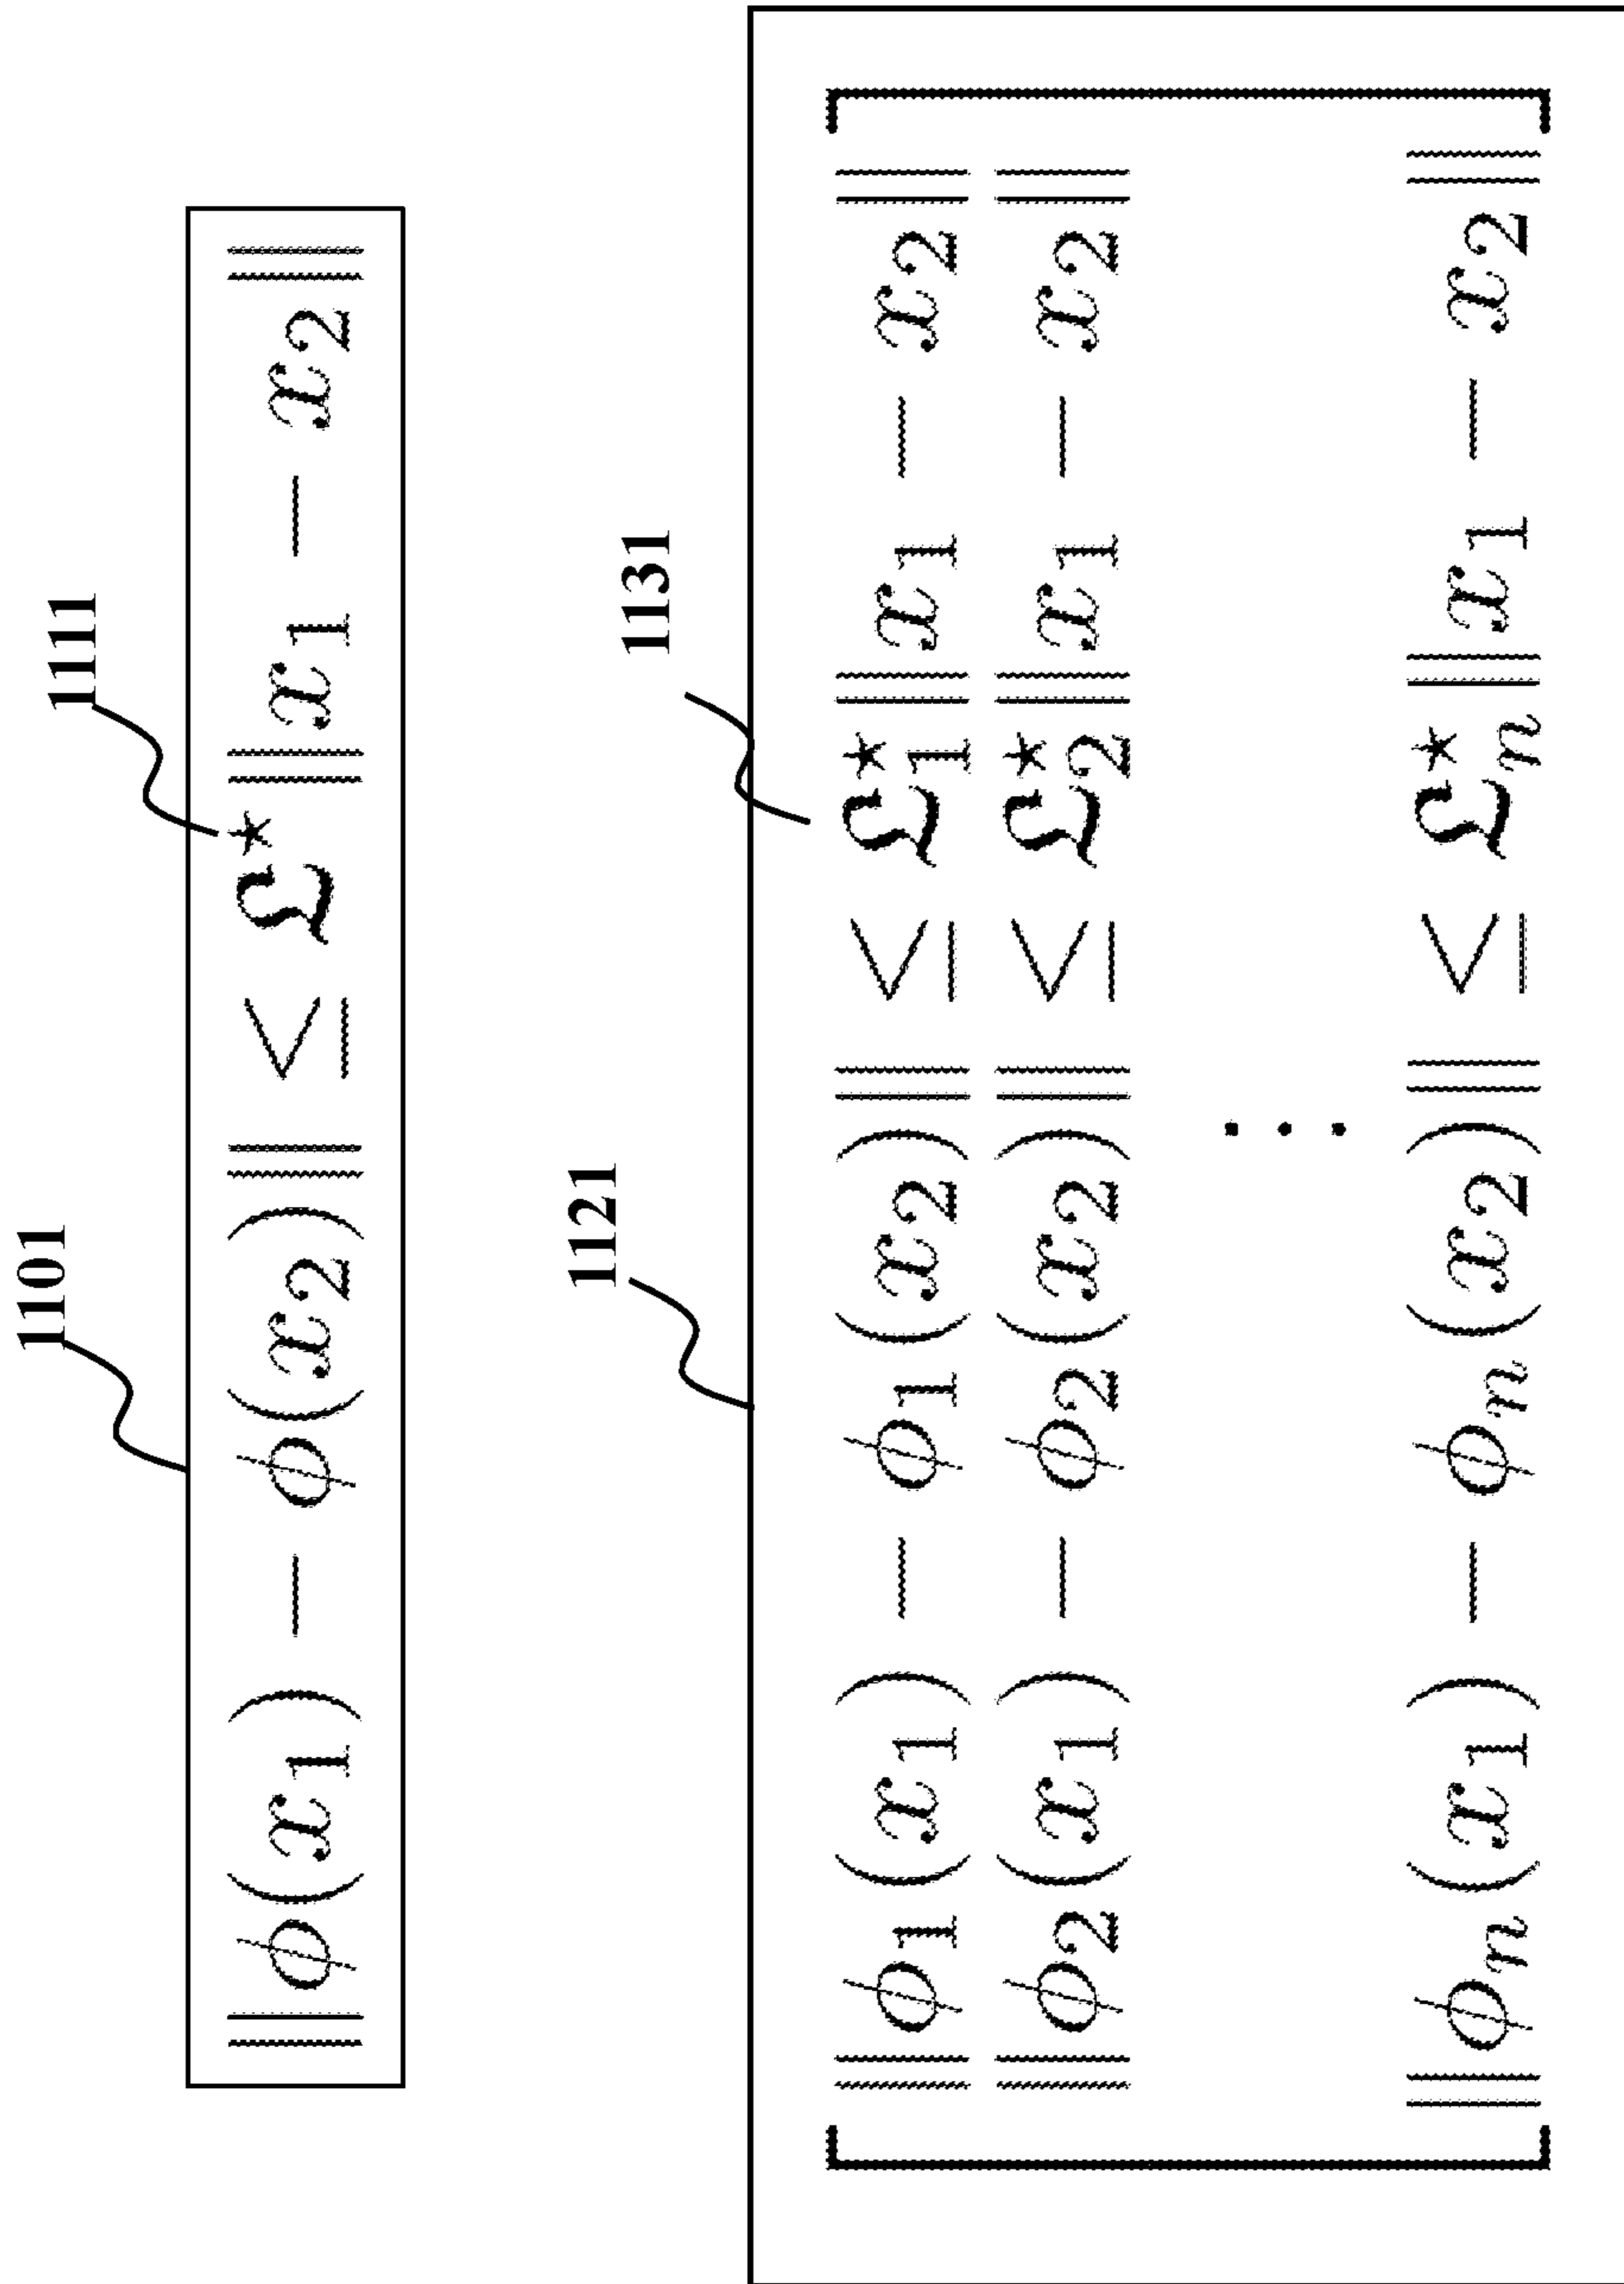 1101
1111
‖ϕ(x₁) − ϕ(x₂)‖ ≤ 𝔏* ‖x₁ − x₂‖
1121
1131
‖ϕ₁(x₁) − ϕ₁(x₂)‖ ≤ 𝔏₁* ‖x₁ − x₂‖
‖ϕ₂(x₁) − ϕ₂(x₂)‖ ≤ 𝔏₂* ‖x₁ − x₂‖
⋮
‖ϕₙ(x₁) − ϕₙ(x₂)‖ ≤ 𝔏ₙ* ‖x₁ − x₂‖